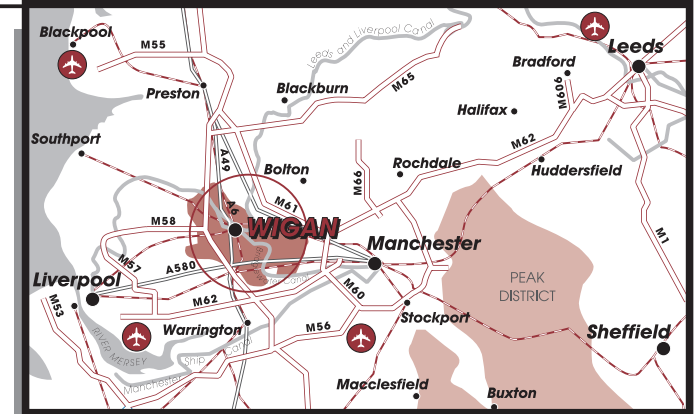 Blackpool
M55
Leeds
Bradford
Leeds and Liverpool Canal
Preston
Blackburn
M65
M606
Halifax
Southport
A49
M62
Bolton
M66
Rochdale
Huddersfield
M61
A6
M58
WIGAN
M1
M57
A580
Manchester
Liverpool
PEAK
DISTRICT
M53
M62
M60
Stockport
RIVER MERSEY
Warrington
M56
Sheffield
Manchester Ship Canal
Macclesfield
Buxton